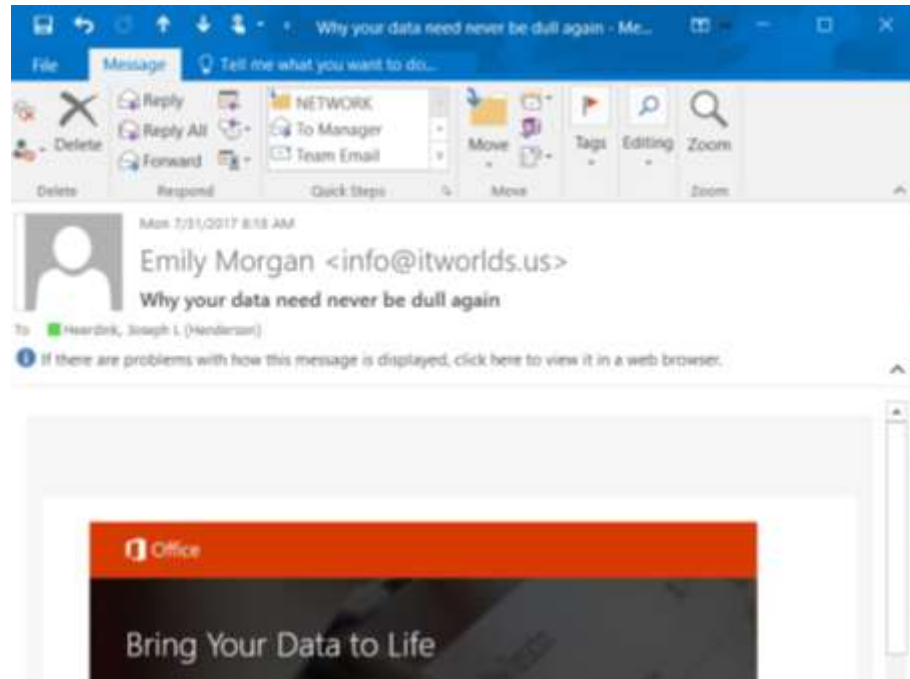 Why your data need never be dull again - Me...
File Message Tell me what you want to do...
Delete
Reply
Reply All
Forward
NETWORK
To Manager
Team Email
Move
Tags
Editing
Zoom
Delete Respond Quick Steps Move Zoom
Mon 7/31/2017 8:18 AM
Emily Morgan <info@itworlds.us>
Why your data need never be dull again
To Heardink, Joseph L (Henderson)
If there are problems with how this message is displayed, click here to view it in a web browser.
Office
Bring Your Data to Life